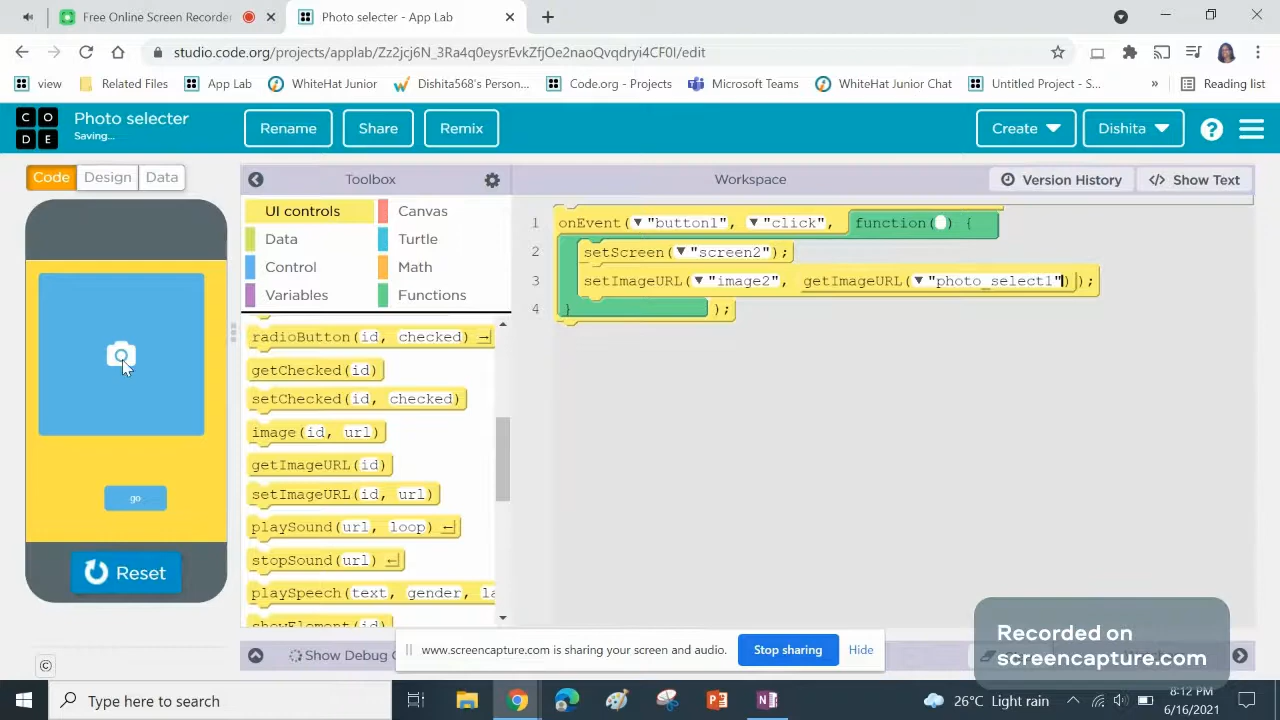 Free Online Screen Recorder
Photo selecter - App Lab
studio.code.org/projects/applab/Zz2jcj6N_3Ra4q0eysrEvkZfjOe2naoQvqdryi4CF0I/edit
view
Related Files
App Lab
WhiteHat Junior
Dishita568's Person...
Code.org - Projects
Microsoft Teams
WhiteHat Junior Chat
Untitled Project - S...
»
Reading list
CODE
Photo selecter
Saving...
Rename
Share
Remix
Create
Dishita
?
Code
Design
Data
Toolbox
Workspace
Version History
</> Show Text
UI controls
Canvas
Data
Turtle
Control
Math
Variables
Functions
radioButton(id, checked)
getChecked(id)
setChecked(id, checked)
image(id, url)
getImageURL(id)
setImageURL(id, url)
playSound(url, loop)
stopSound(url)
playSpeech(text, gender, la
showElement(id)
1 onEvent("button1", "click", function() {
2 setScreen("screen2");
3 setImageURL("image2", getImageURL("photo_select1"));
4 } );
go
Reset
©
Show Debug C
www.screencapture.com is sharing your screen and audio.
Stop sharing
Hide
Recorded on
screencapture.com
Type here to search
26°C Light rain
8:12 PM
6/16/2021